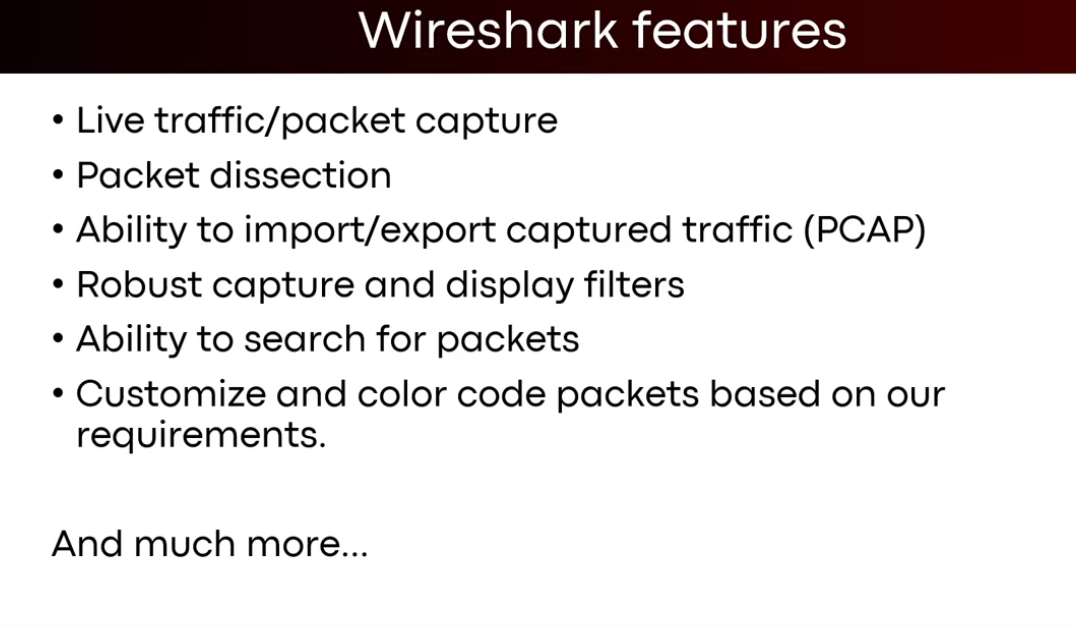 Wireshark features
• Live traffic/packet capture
• Packet dissection
• Ability to import/export captured traffic (PCAP)
• Robust capture and display filters
• Ability to search for packets
• Customize and color code packets based on our
requirements.
And much more...